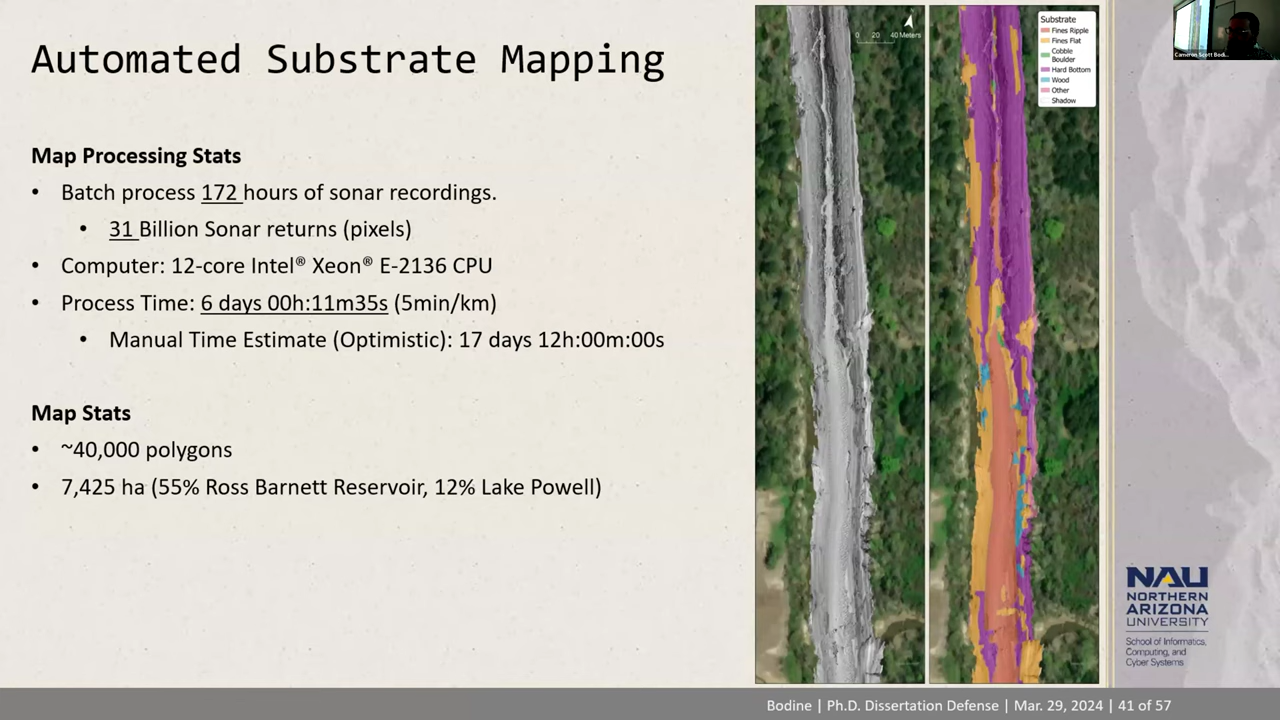 Automated Substrate Mapping
Map Processing Stats
• Batch process 172 hours of sonar recordings.
• 31 Billion Sonar returns (pixels)
• Computer: 12-core Intel® Xeon® E-2136 CPU
• Process Time: 6 days 00h:11m35s (5min/km)
• Manual Time Estimate (Optimistic): 17 days 12h:00m:00s
Map Stats
• ~40,000 polygons
• 7,425 ha (55% Ross Barnett Reservoir, 12% Lake Powell)
0 20 40 Meters
Substrate
Fines Ripple
Fines Flat
Cobble
Boulder
Hard Bottom
Wood
Other
Shadow
Cameron Scott Bodi...
NAU
NORTHERN
ARIZONA
UNIVERSITY
School of Informatics,
Computing, and
Cyber Systems
Bodine | Ph.D. Dissertation Defense | Mar. 29, 2024 | 41 of 57